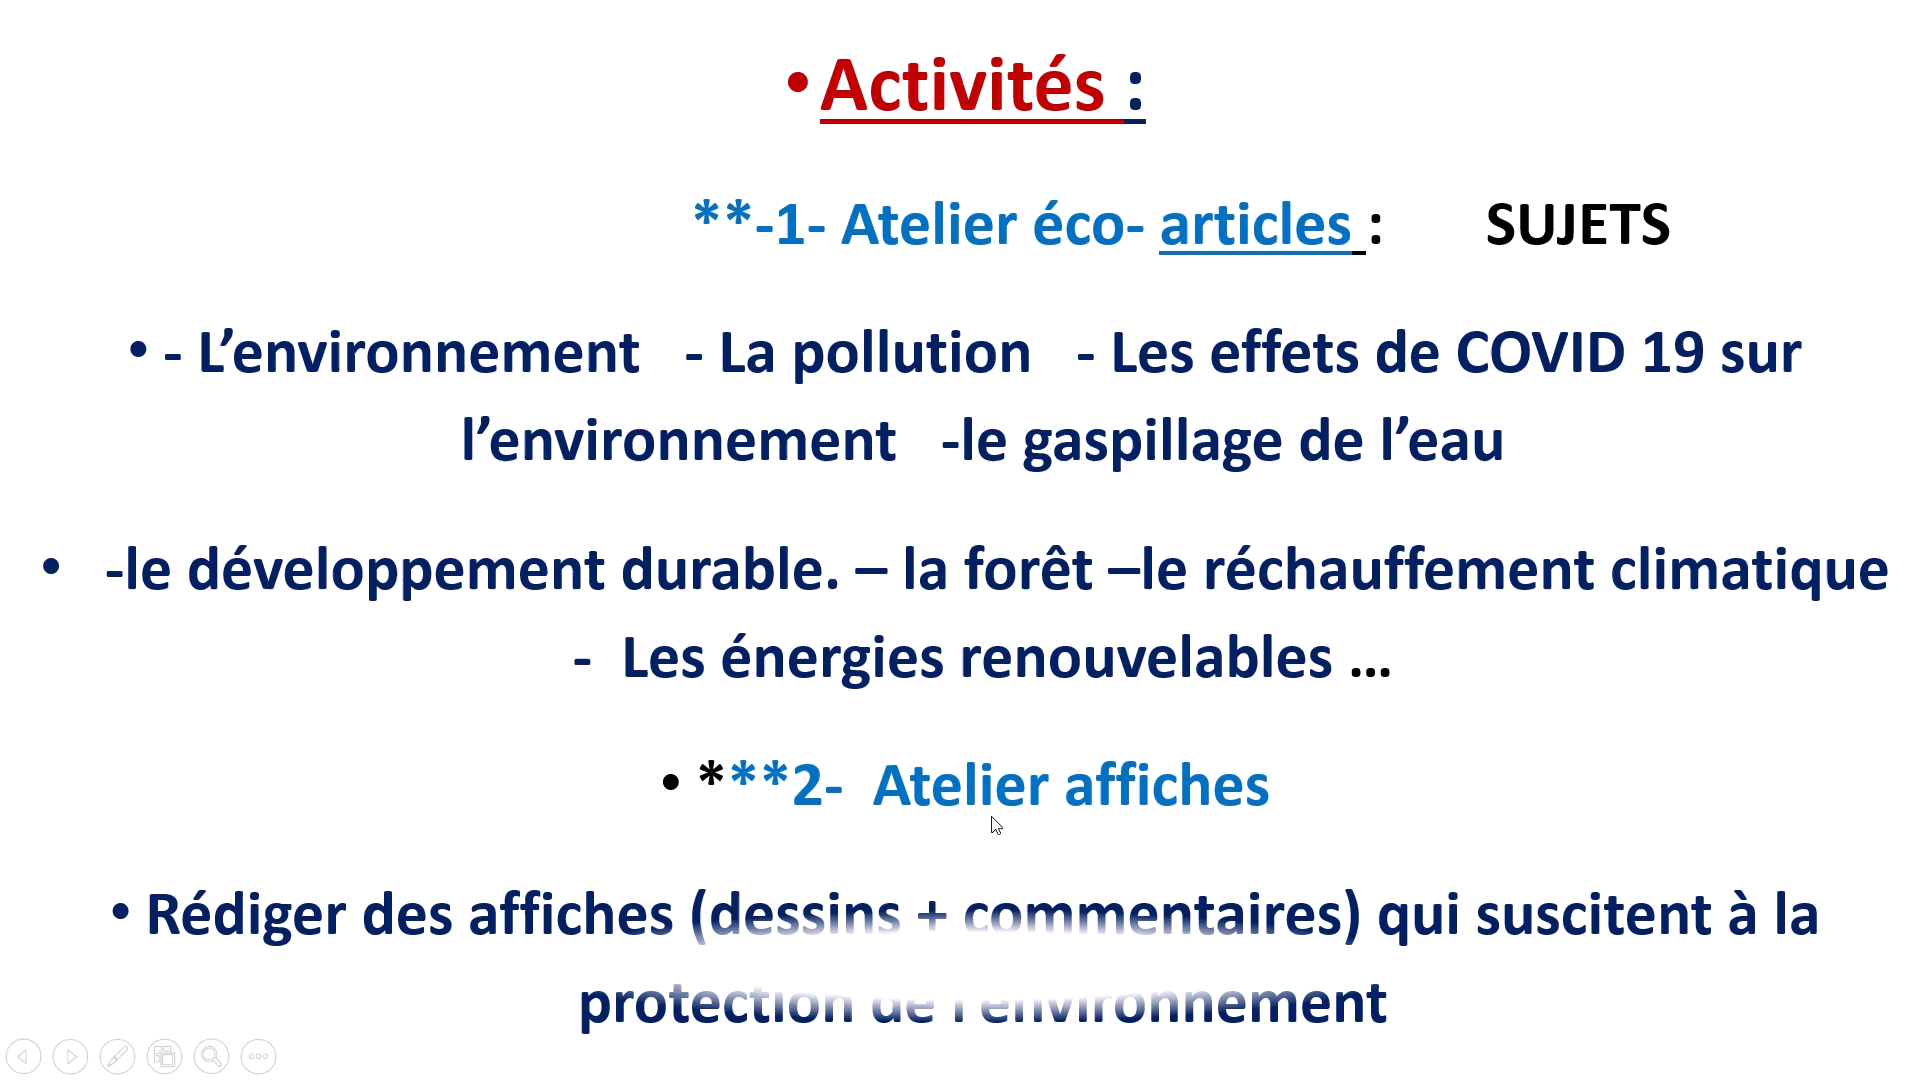 •Activités :
**-1- Atelier éco- articles : SUJETS
• - L’environnement - La pollution - Les effets de COVID 19 sur
l’environnement -le gaspillage de l’eau
• -le développement durable. – la forêt –le réchauffement climatique
- Les énergies renouvelables ...
• ***2- Atelier affiches
• Rédiger des affiches (dessins + commentaires) qui suscitent à la
protection de l’environnement